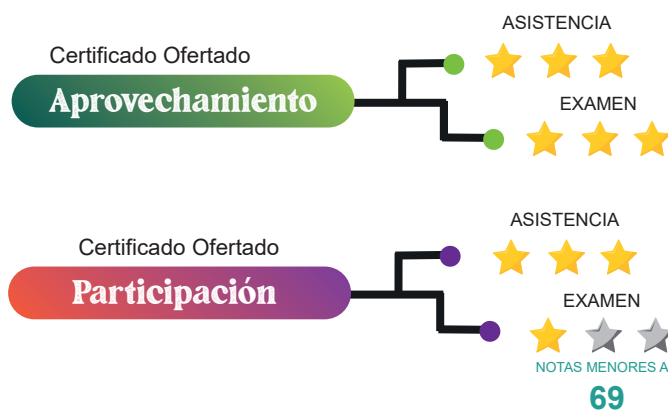 ASISTENCIA
Certificado Ofertado
Aprovechamiento
EXAMEN
ASISTENCIA
Certificado Ofertado
Participación
EXAMEN
NOTAS MENORES A
69